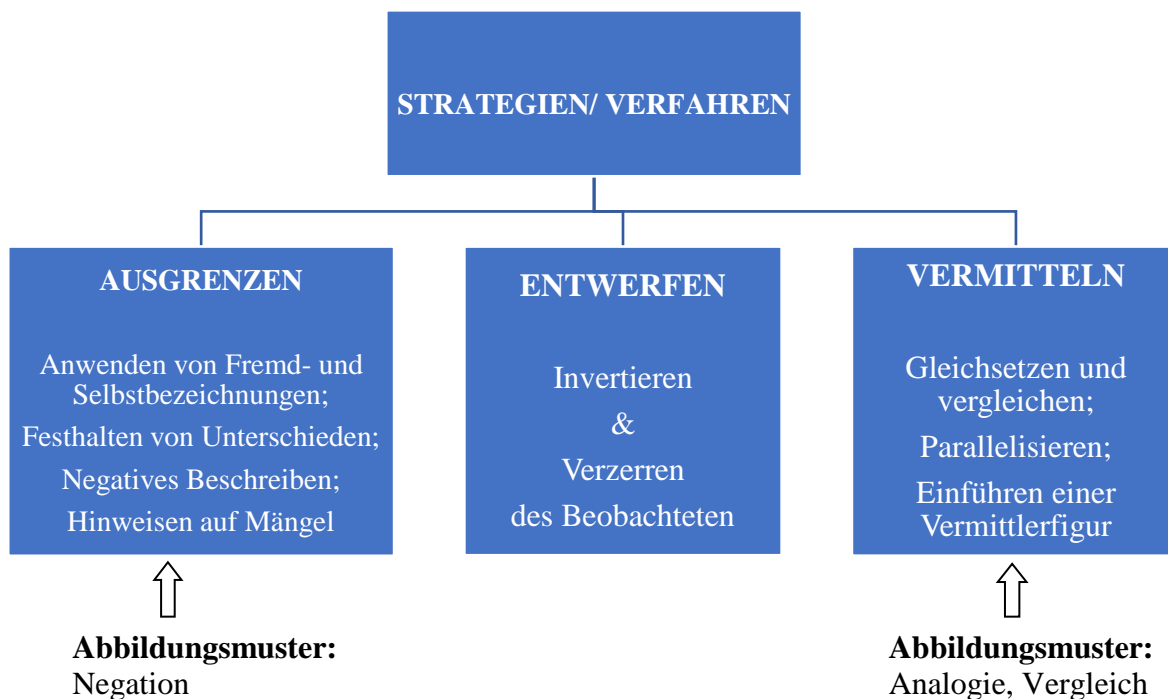 STRATEGIEN/ VERFAHREN
AUSGRENZEN
Anwenden von Fremd- und
Selbstbezeichnungen;
Festhalten von Unterschieden;
Negatives Beschreiben;
Hinweisen auf Mängel
ENTWERFEN
Invertieren
&
Verzerren
des Beobachteten
VERMITTELN
Gleichsetzen und
vergleichen;
Parallelisieren;
Einführen einer
Vermittlerfigur
Abbildungsmuster:
Negation
Abbildungsmuster:
Analogie, Vergleich